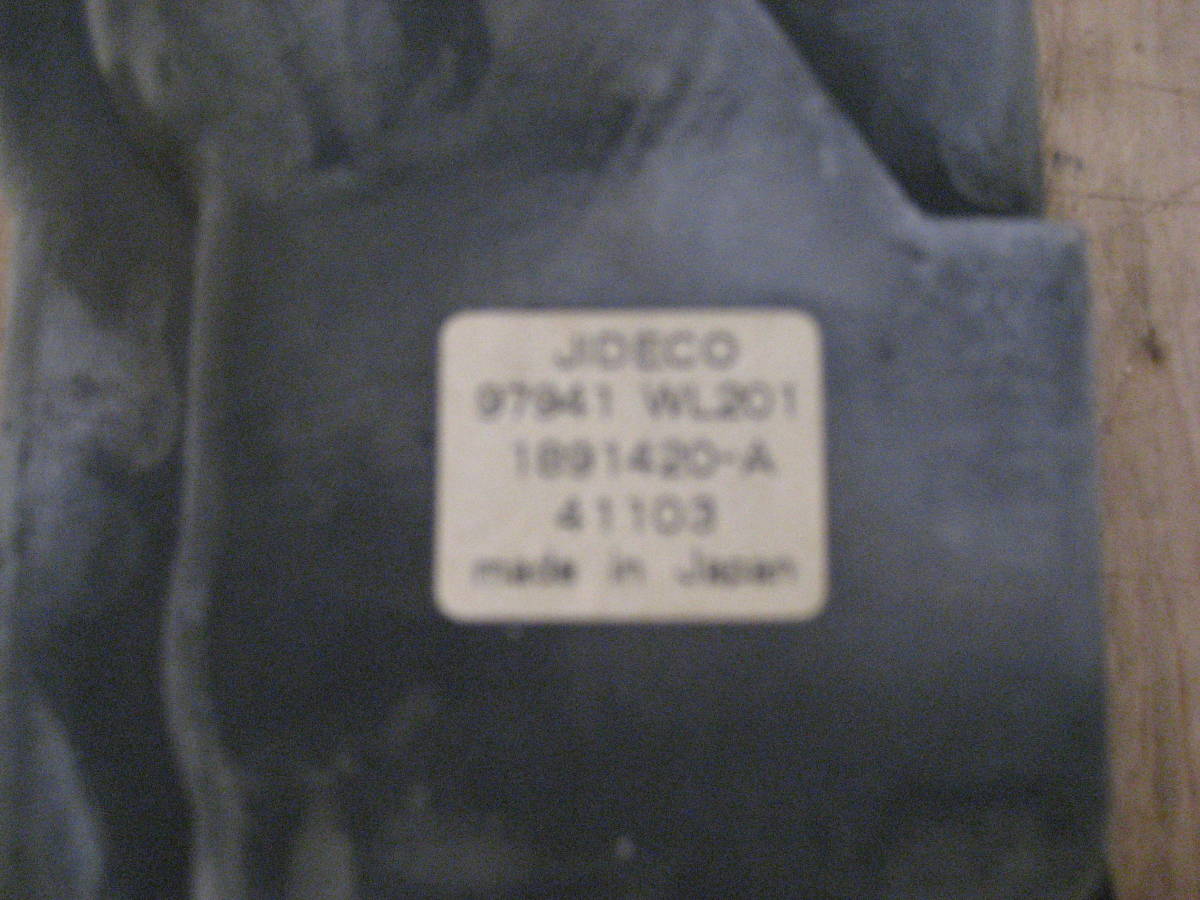 JIDECO
97941 WL201
1891420-A
41103
made in Japan